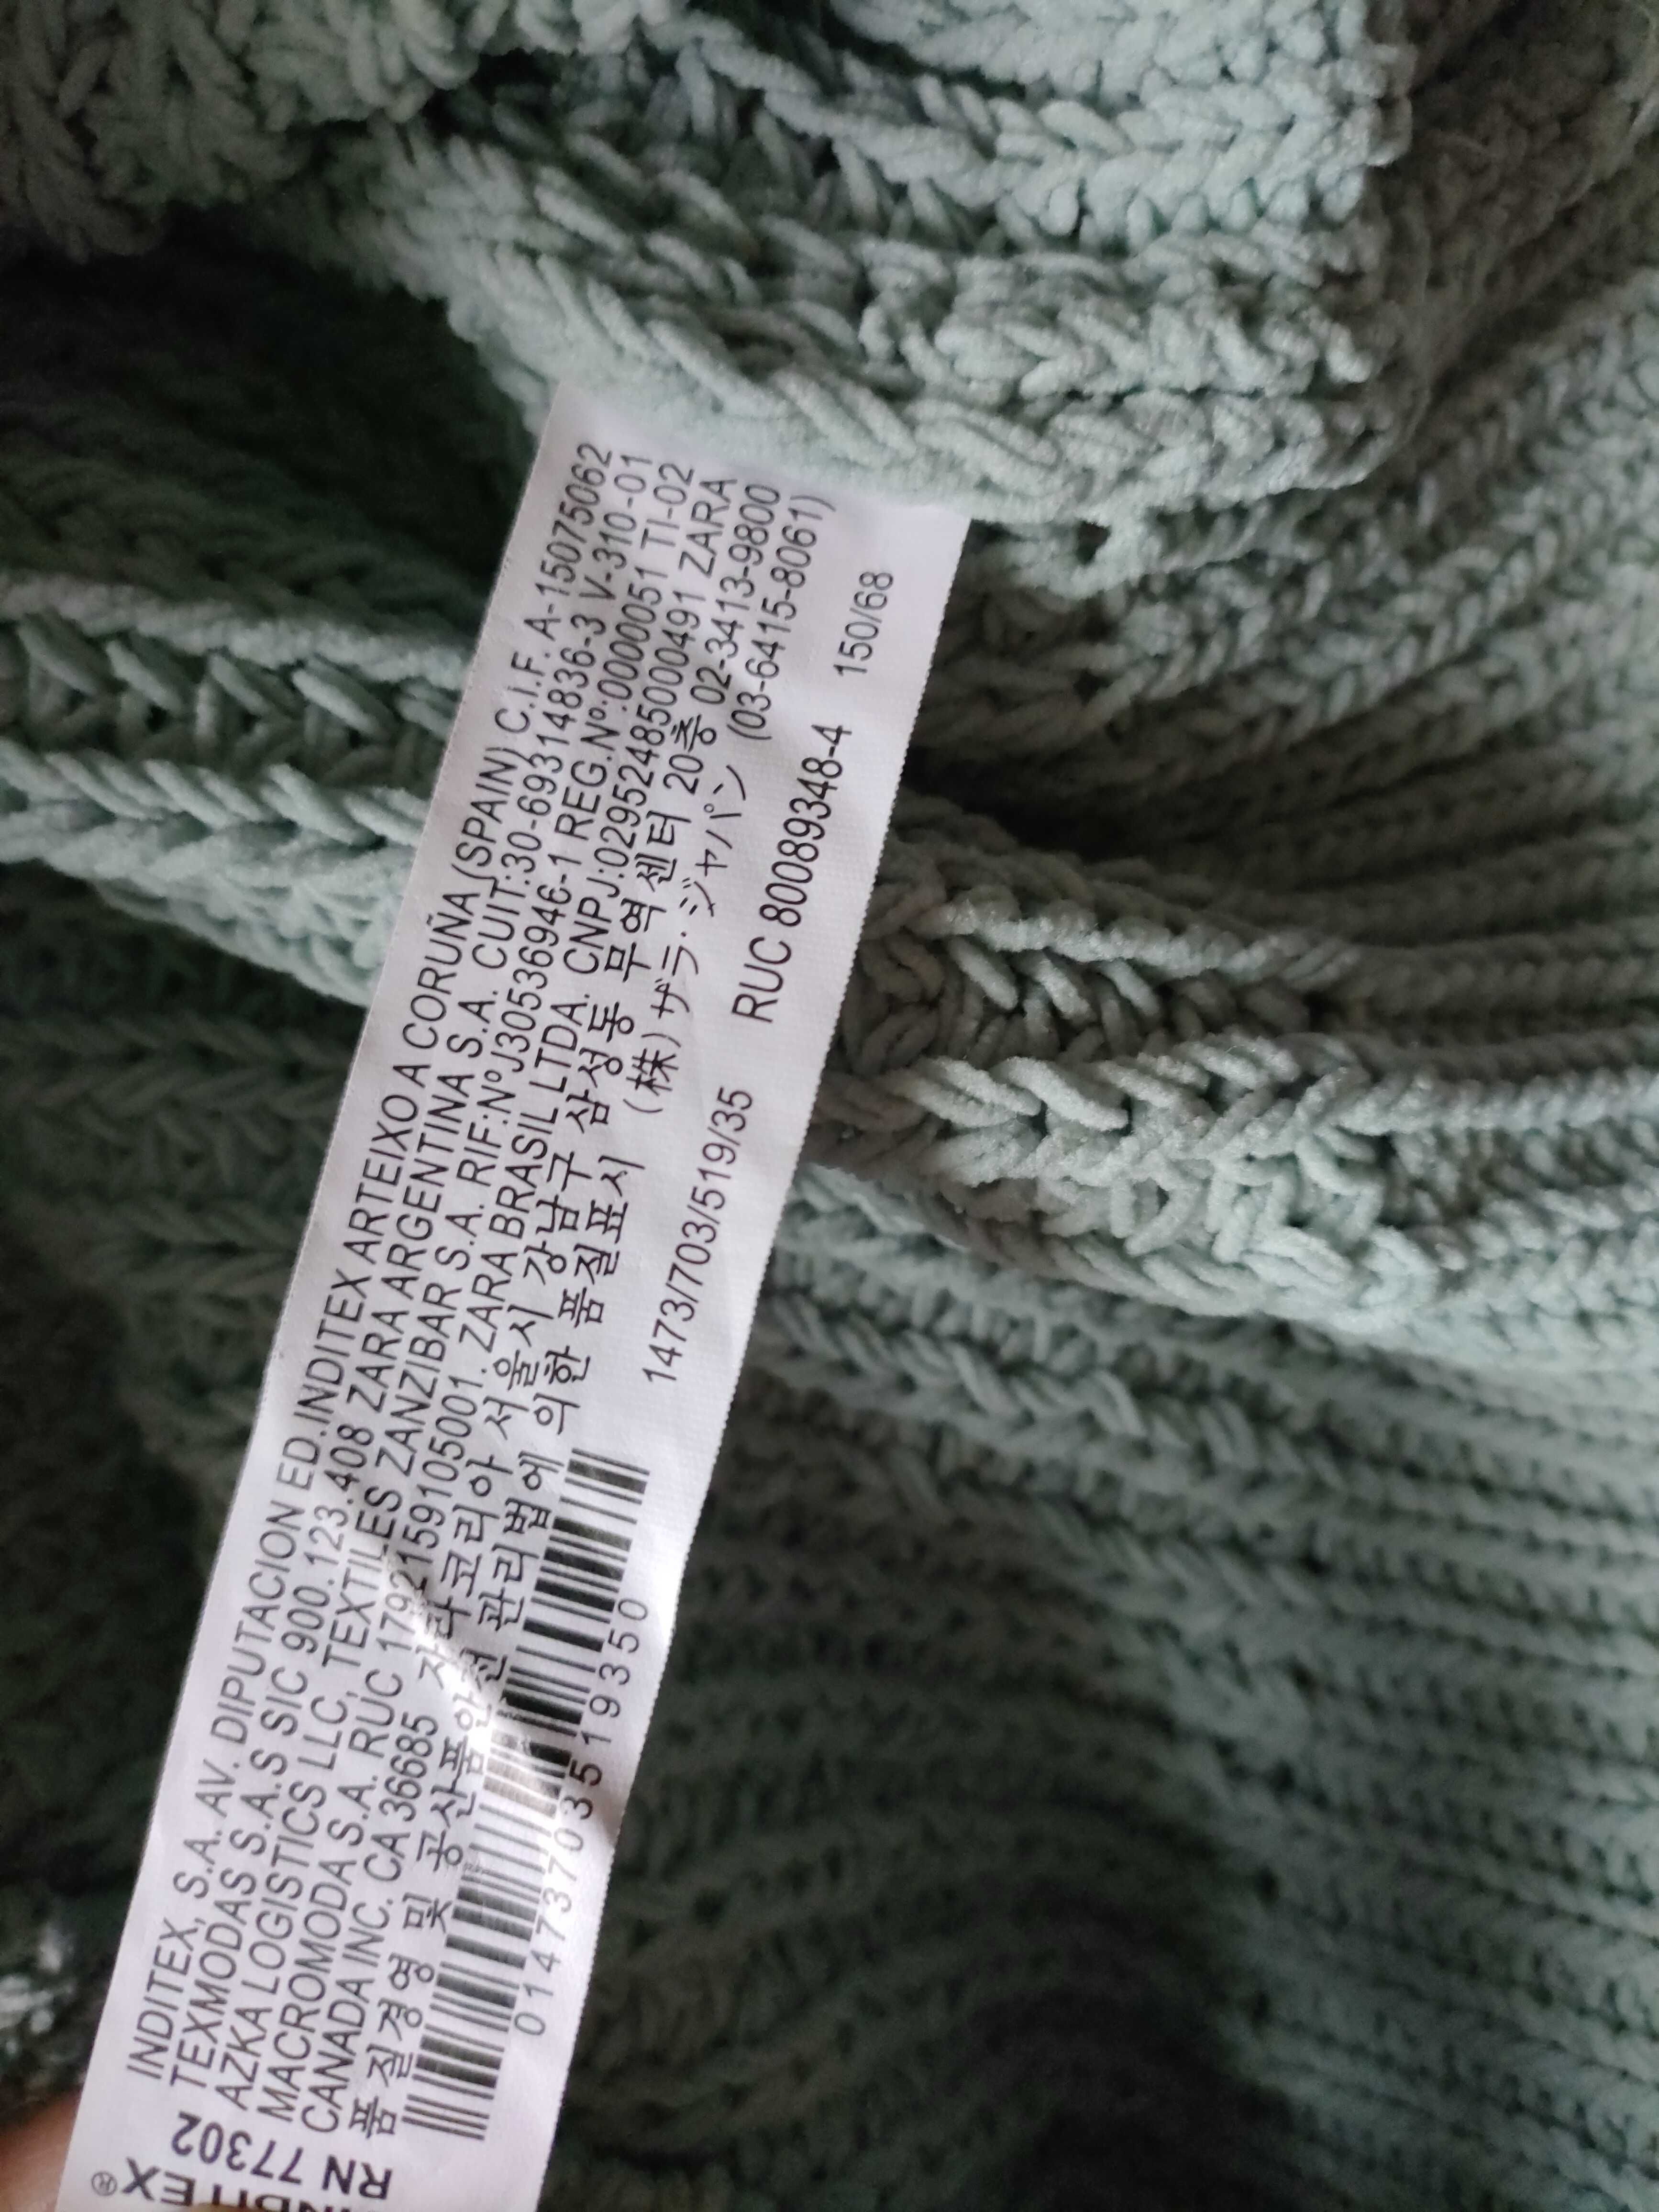 INDITEX, S.A. AV. DIPUTACION ED.INDITEX ARTEIXO A CORUÑA (SPAIN) C.I.F. A-15075062
TEXMODAS S.A.S SIC 900.123.408 ZARA ARGENTINA S.A. CUIT:30-69314836-3 V-310-01
AZKA LOGISTICS LLC, TEXTILES ZANZIBAR S.A. RIF:NºJ30536946-1 REG.Nº:0000051 TI-02
MACROMODA S.A. RUC 1792159105001. ZARA BRASIL LTDA. CNPJ:02952485000491 ZARA
CANADA INC. CA 36685 자라코리아 서울시 강남구 삼성동 무역센터 20층 02-3413-9800
품질경영 및 공산품안전 관리법에 의한 품질표시 (株)ザラ・ジャパン (03-6415-8061)
1473/703/519/35 RUC 80089348-4 150/68
01473703519350
RN 77302
INDITEX®